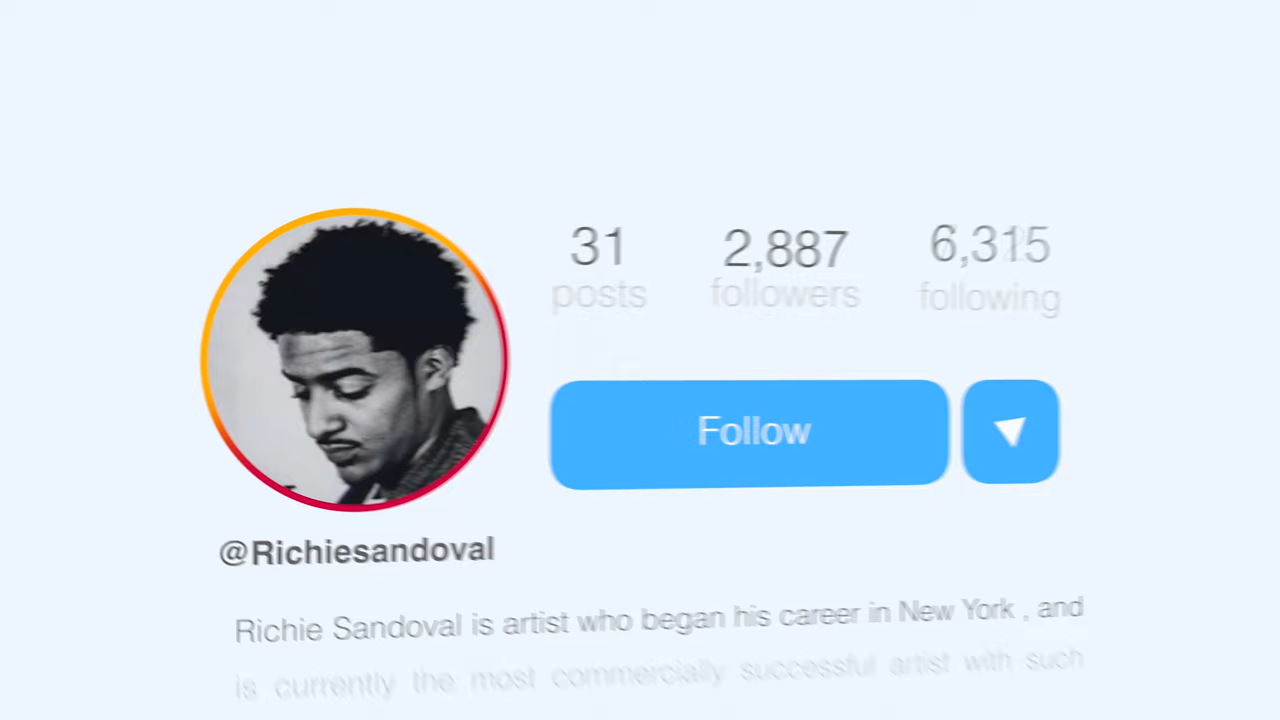 31 2,887 6,315
posts followers following
Follow
@Richiesandoval
Richie Sandoval is artist who began his career in New York , and
is currently the most commercially successful artist with such